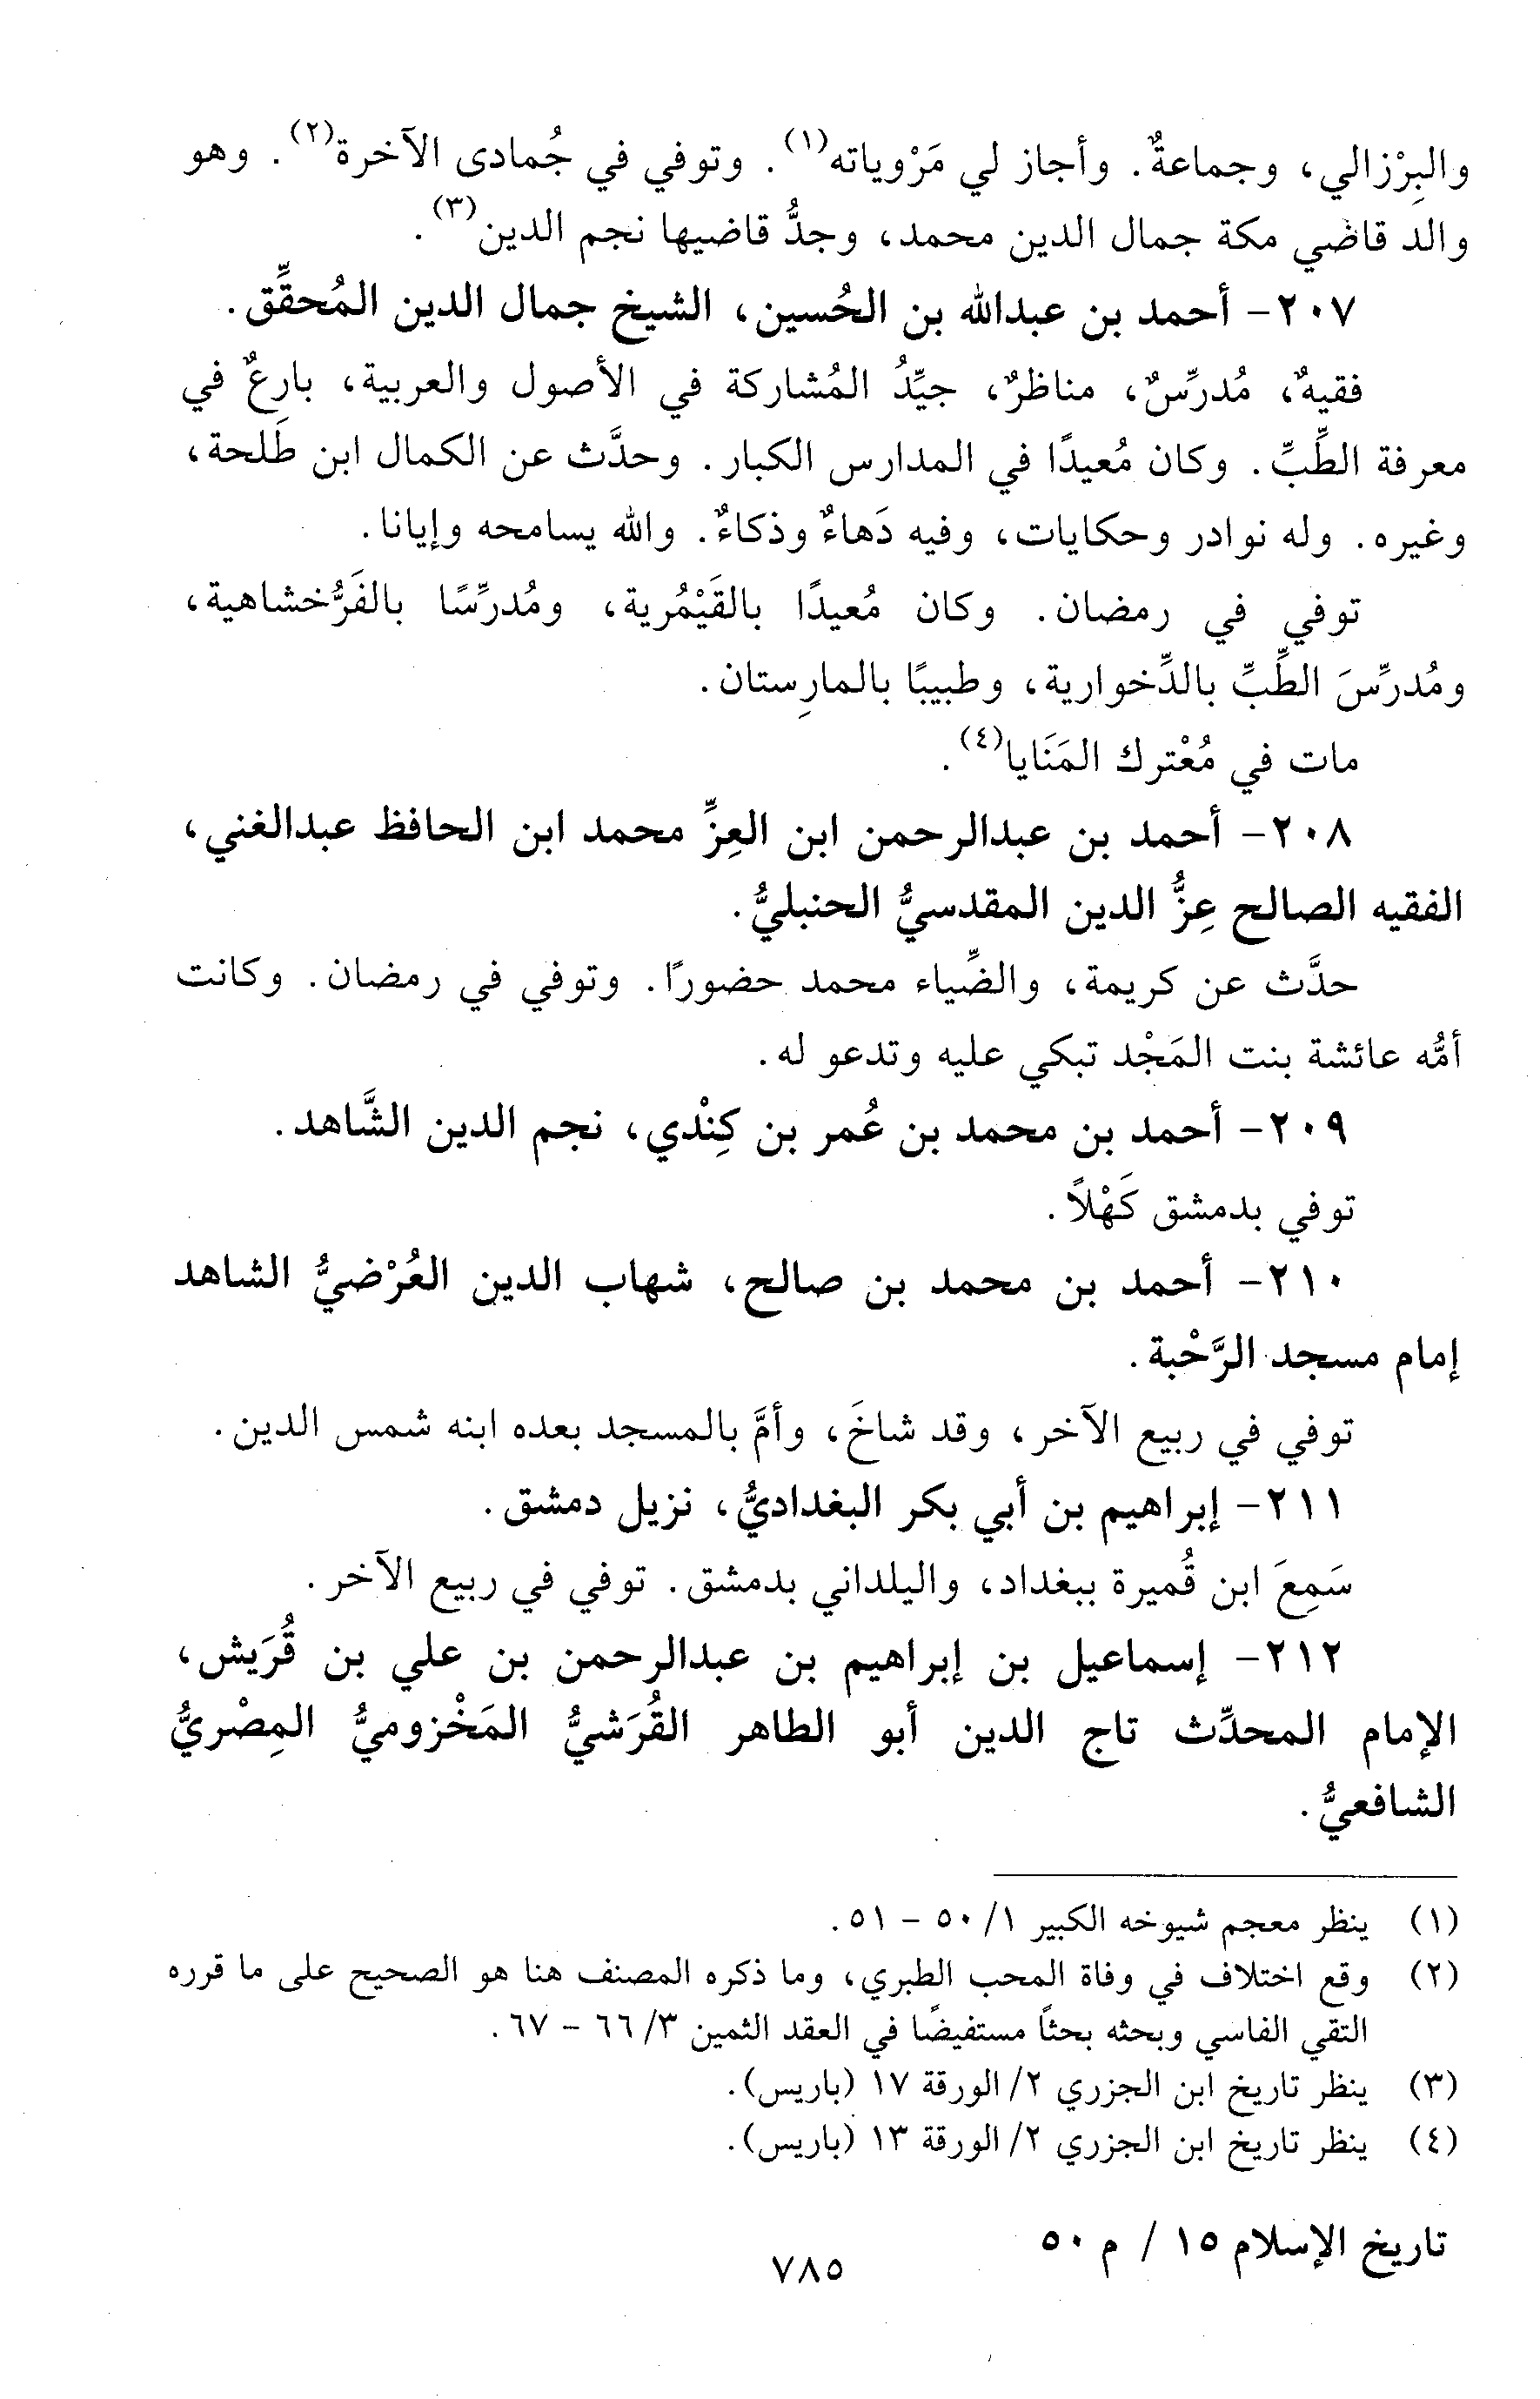 والبِرْزالي، وجماعةٌ. وأجاز لي مَرْوياته(١). وتوفي في جُمادى الآخرة(٢). وهو
والد قاضي مكة جمال الدين محمد، وجدُّ قاضيها نجم الدين(٣).
٢٠٧- أحمد بن عبدالله بن الحُسين، الشيخ جمال الدين المُحقِّق.
فقيهٌ، مُدرِّسٌ، مناظرٌ، جيِّدُ المُشاركة في الأصول والعربية، بارعٌ في
معرفة الطِّبِّ. وكان مُعيدًا في المدارس الكبار. وحدَّث عن الكمال ابن طَلحة،
وغيره. وله نوادر وحكايات، وفيه دَهاءٌ وذكاءٌ. والله يسامحه وإيانا.
توفي في رمضان. وكان مُعيدًا بالقَيْمُرية، ومُدرِّسًا بالفَرُّخشاهية،
ومُدرِّسَ الطِّبِّ بالدِّخوارية، وطبيبًا بالمارِستان.
مات في مُعْترك المَنَايا(٤).
٢٠٨- أحمد بن عبدالرحمن ابن العِزِّ محمد ابن الحافظ عبدالغني،
الفقيه الصالح عِزُّ الدين المقدسيُّ الحنبليُّ.
حدَّث عن كريمة، والضِّياء محمد حضورًا. وتوفي في رمضان. وكانت
أمُّه عائشة بنت المَجْد تبكي عليه وتدعو له.
٢٠٩- أحمد بن محمد بن عُمر بن كِنْدي، نجم الدين الشَّاهد.
توفي بدمشق كَهْلاً.
٢١٠- أحمد بن محمد بن صالح، شهاب الدين العُرْضيُّ الشاهد
إمام مسجد الرَّحْبة.
توفي في ربيع الآخر، وقد شاخَ، وأمَّ بالمسجد بعده ابنه شمس الدين.
٢١١- إبراهيم بن أبي بكر البغداديُّ، نزيل دمشق.
سَمِعَ ابن قُميرة ببغداد، واليلداني بدمشق. توفي في ربيع الآخر.
٢١٢- إسماعيل بن إبراهيم بن عبدالرحمن بن علي بن قُرَيش،
الإمام المحدِّث تاج الدين أبو الطاهر القُرَشيُّ المَخْزوميُّ المِصْريُّ
الشافعيُّ.
(١) ينظر معجم شيوخه الكبير ١/ ٥٠ - ٥١.
(٢) وقع اختلاف في وفاة المحب الطبري، وما ذكره المصنف هنا هو الصحيح على ما قرره
التقي الفاسي وبحثه بحثاً مستفيضًا في العقد الثمين ٣/ ٦٦ - ٦٧.
(٣) ينظر تاريخ ابن الجزري ٢/ الورقة ١٧ (باريس).
(٤) ينظر تاريخ ابن الجزري ٢/ الورقة ١٣ (باريس).
تاريخ الإسلام ١٥ / م ٥٠
٧٨٥